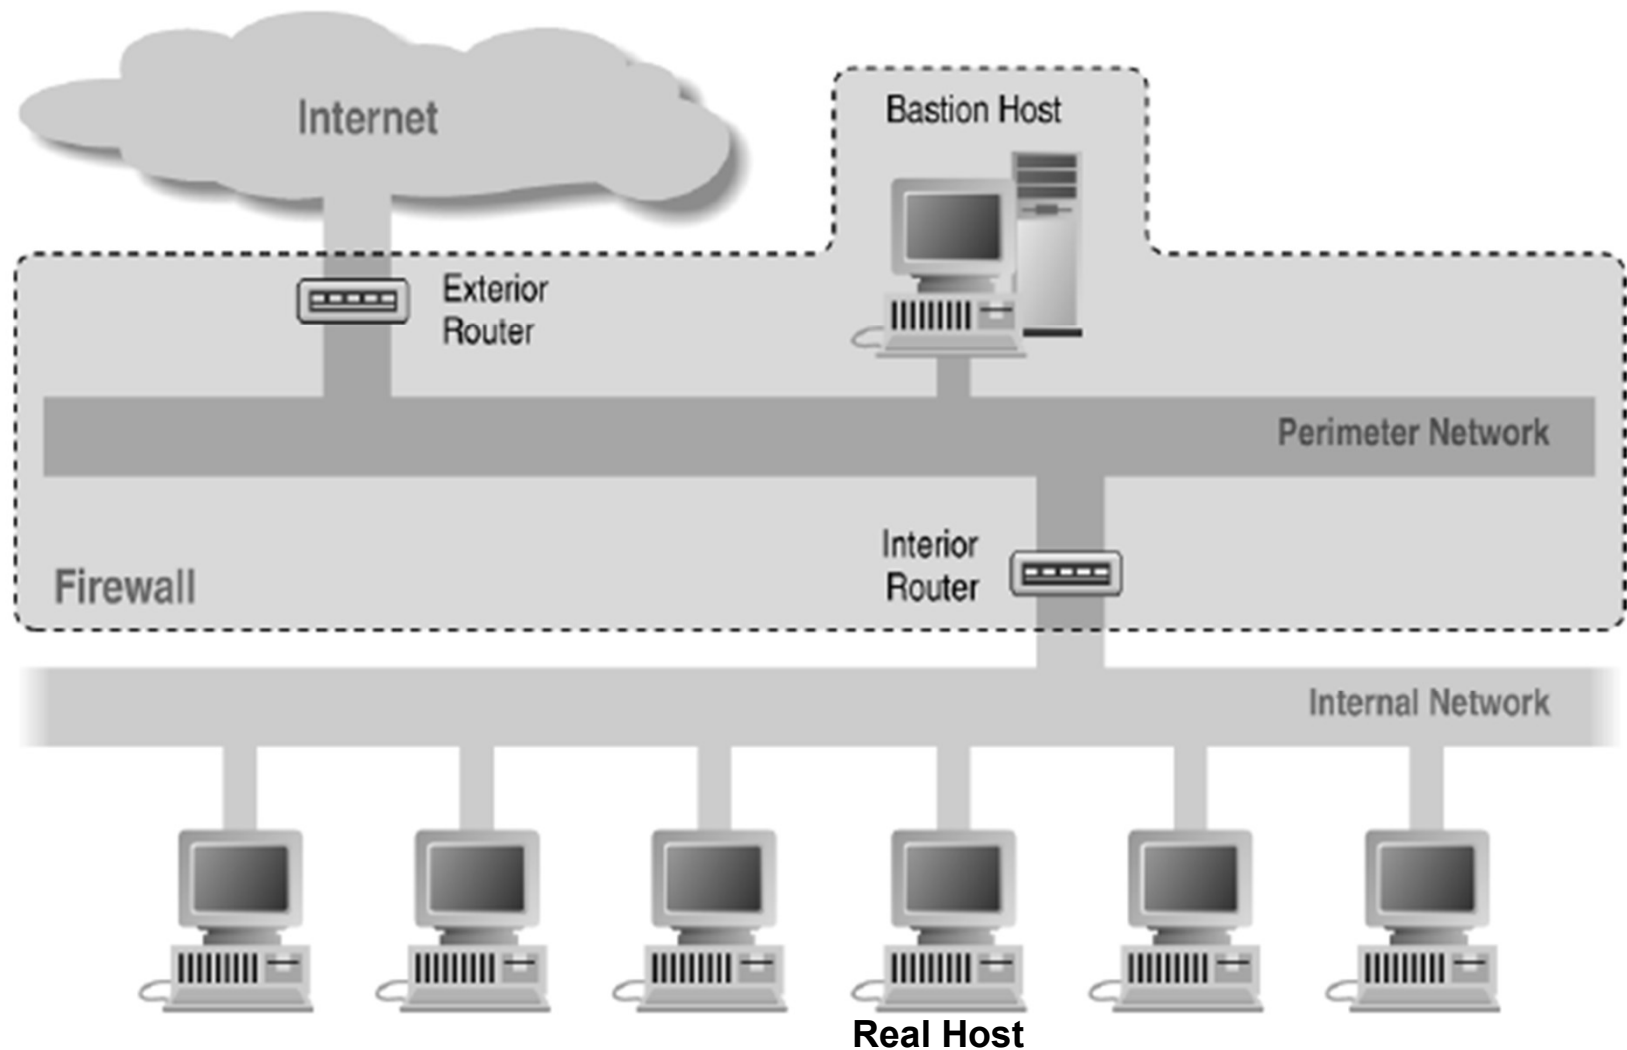 Internet
Bastion Host
Exterior
Router
Perimeter Network
Interior
Router
Firewall
Internal Network
Real Host